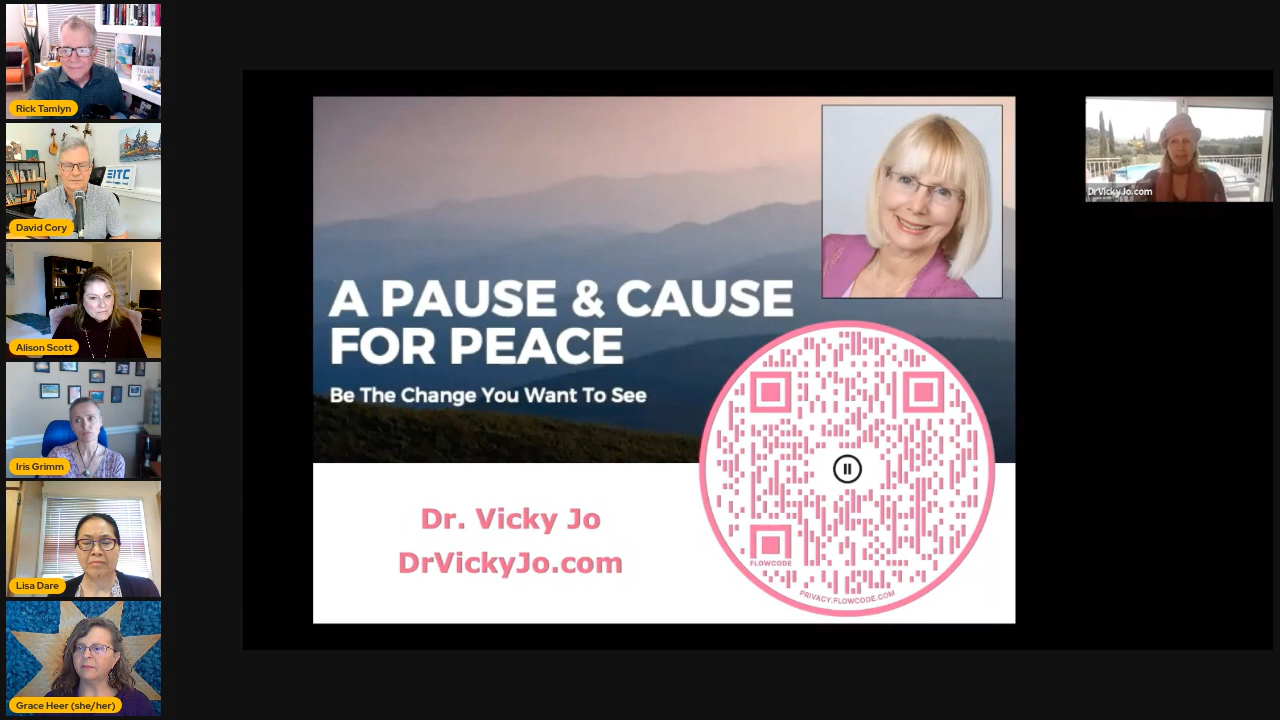 Rick Tamlyn
EITC
David Cory
Alison Scott
Iris Grimm
Lisa Dare
Grace Heer (she/her)
A PAUSE & CAUSE
FOR PEACE
Be The Change You Want To See
Dr. Vicky Jo
DrVickyJo.com
FLOWCODE
PRIVACY.FLOWCODE.COM
DrVickyJo.com